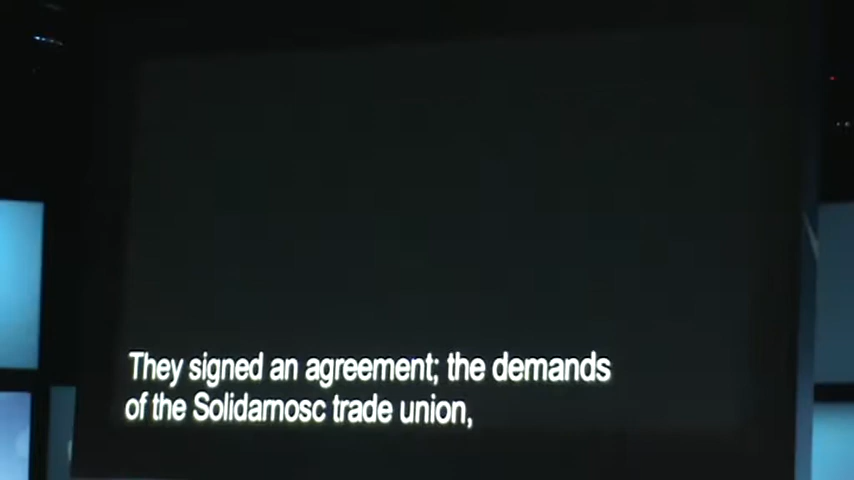 They signed an agreement; the demands
of the Solidarnosc trade union,